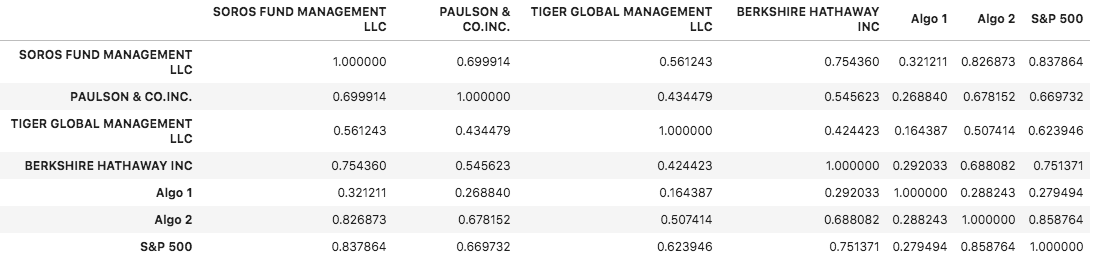 SOROS FUND MANAGEMENT LLC PAULSON & CO.INC. TIGER GLOBAL MANAGEMENT LLC BERKSHIRE HATHAWAY INC Algo 1 Algo 2 S&P 500
SOROS FUND MANAGEMENT LLC 1.000000 0.699914 0.561243 0.754360 0.321211 0.826873 0.837864
PAULSON & CO.INC. 0.699914 1.000000 0.434479 0.545623 0.268840 0.678152 0.669732
TIGER GLOBAL MANAGEMENT LLC 0.561243 0.434479 1.000000 0.424423 0.164387 0.507414 0.623946
BERKSHIRE HATHAWAY INC 0.754360 0.545623 0.424423 1.000000 0.292033 0.688082 0.751371
Algo 1 0.321211 0.268840 0.164387 0.292033 1.000000 0.288243 0.279494
Algo 2 0.826873 0.678152 0.507414 0.688082 0.288243 1.000000 0.858764
S&P 500 0.837864 0.669732 0.623946 0.751371 0.279494 0.858764 1.000000